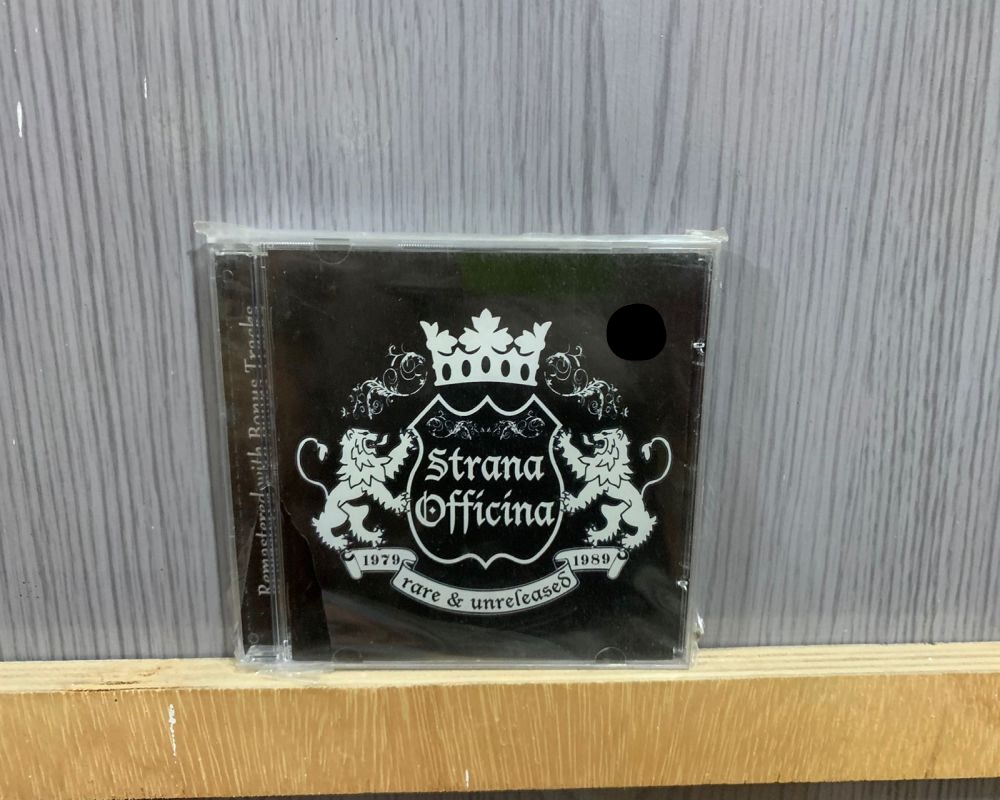 Remastered with Bonus Tracks
Strana
Officina
1979 1989
rare & unreleased